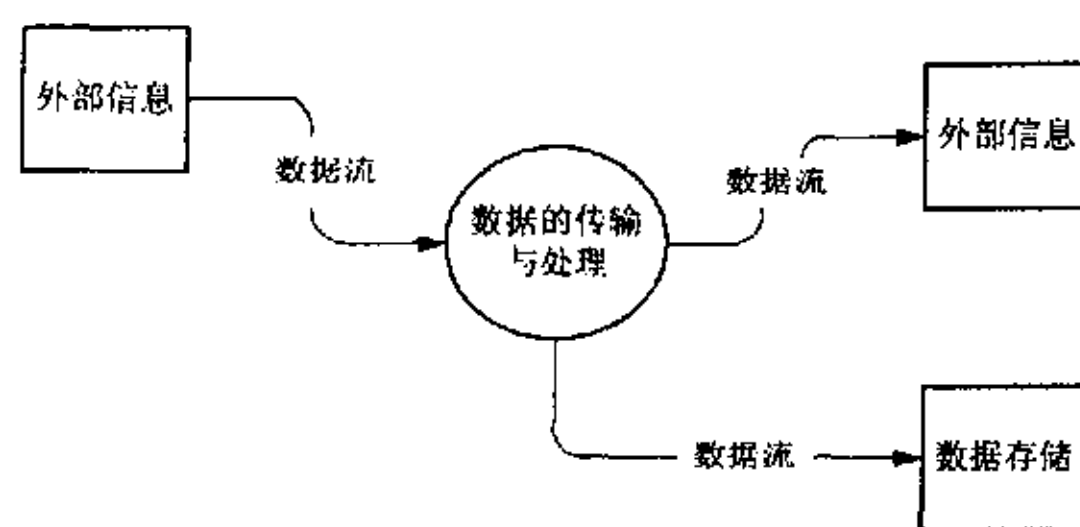 外部信息
外部信息
数据流
数据流
数据的传输
与处理
数据流
数据存储